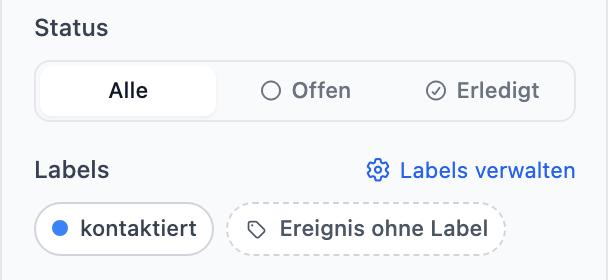 Status
Alle Offen Erledigt
Labels Labels verwalten
kontaktiert Ereignis ohne Label